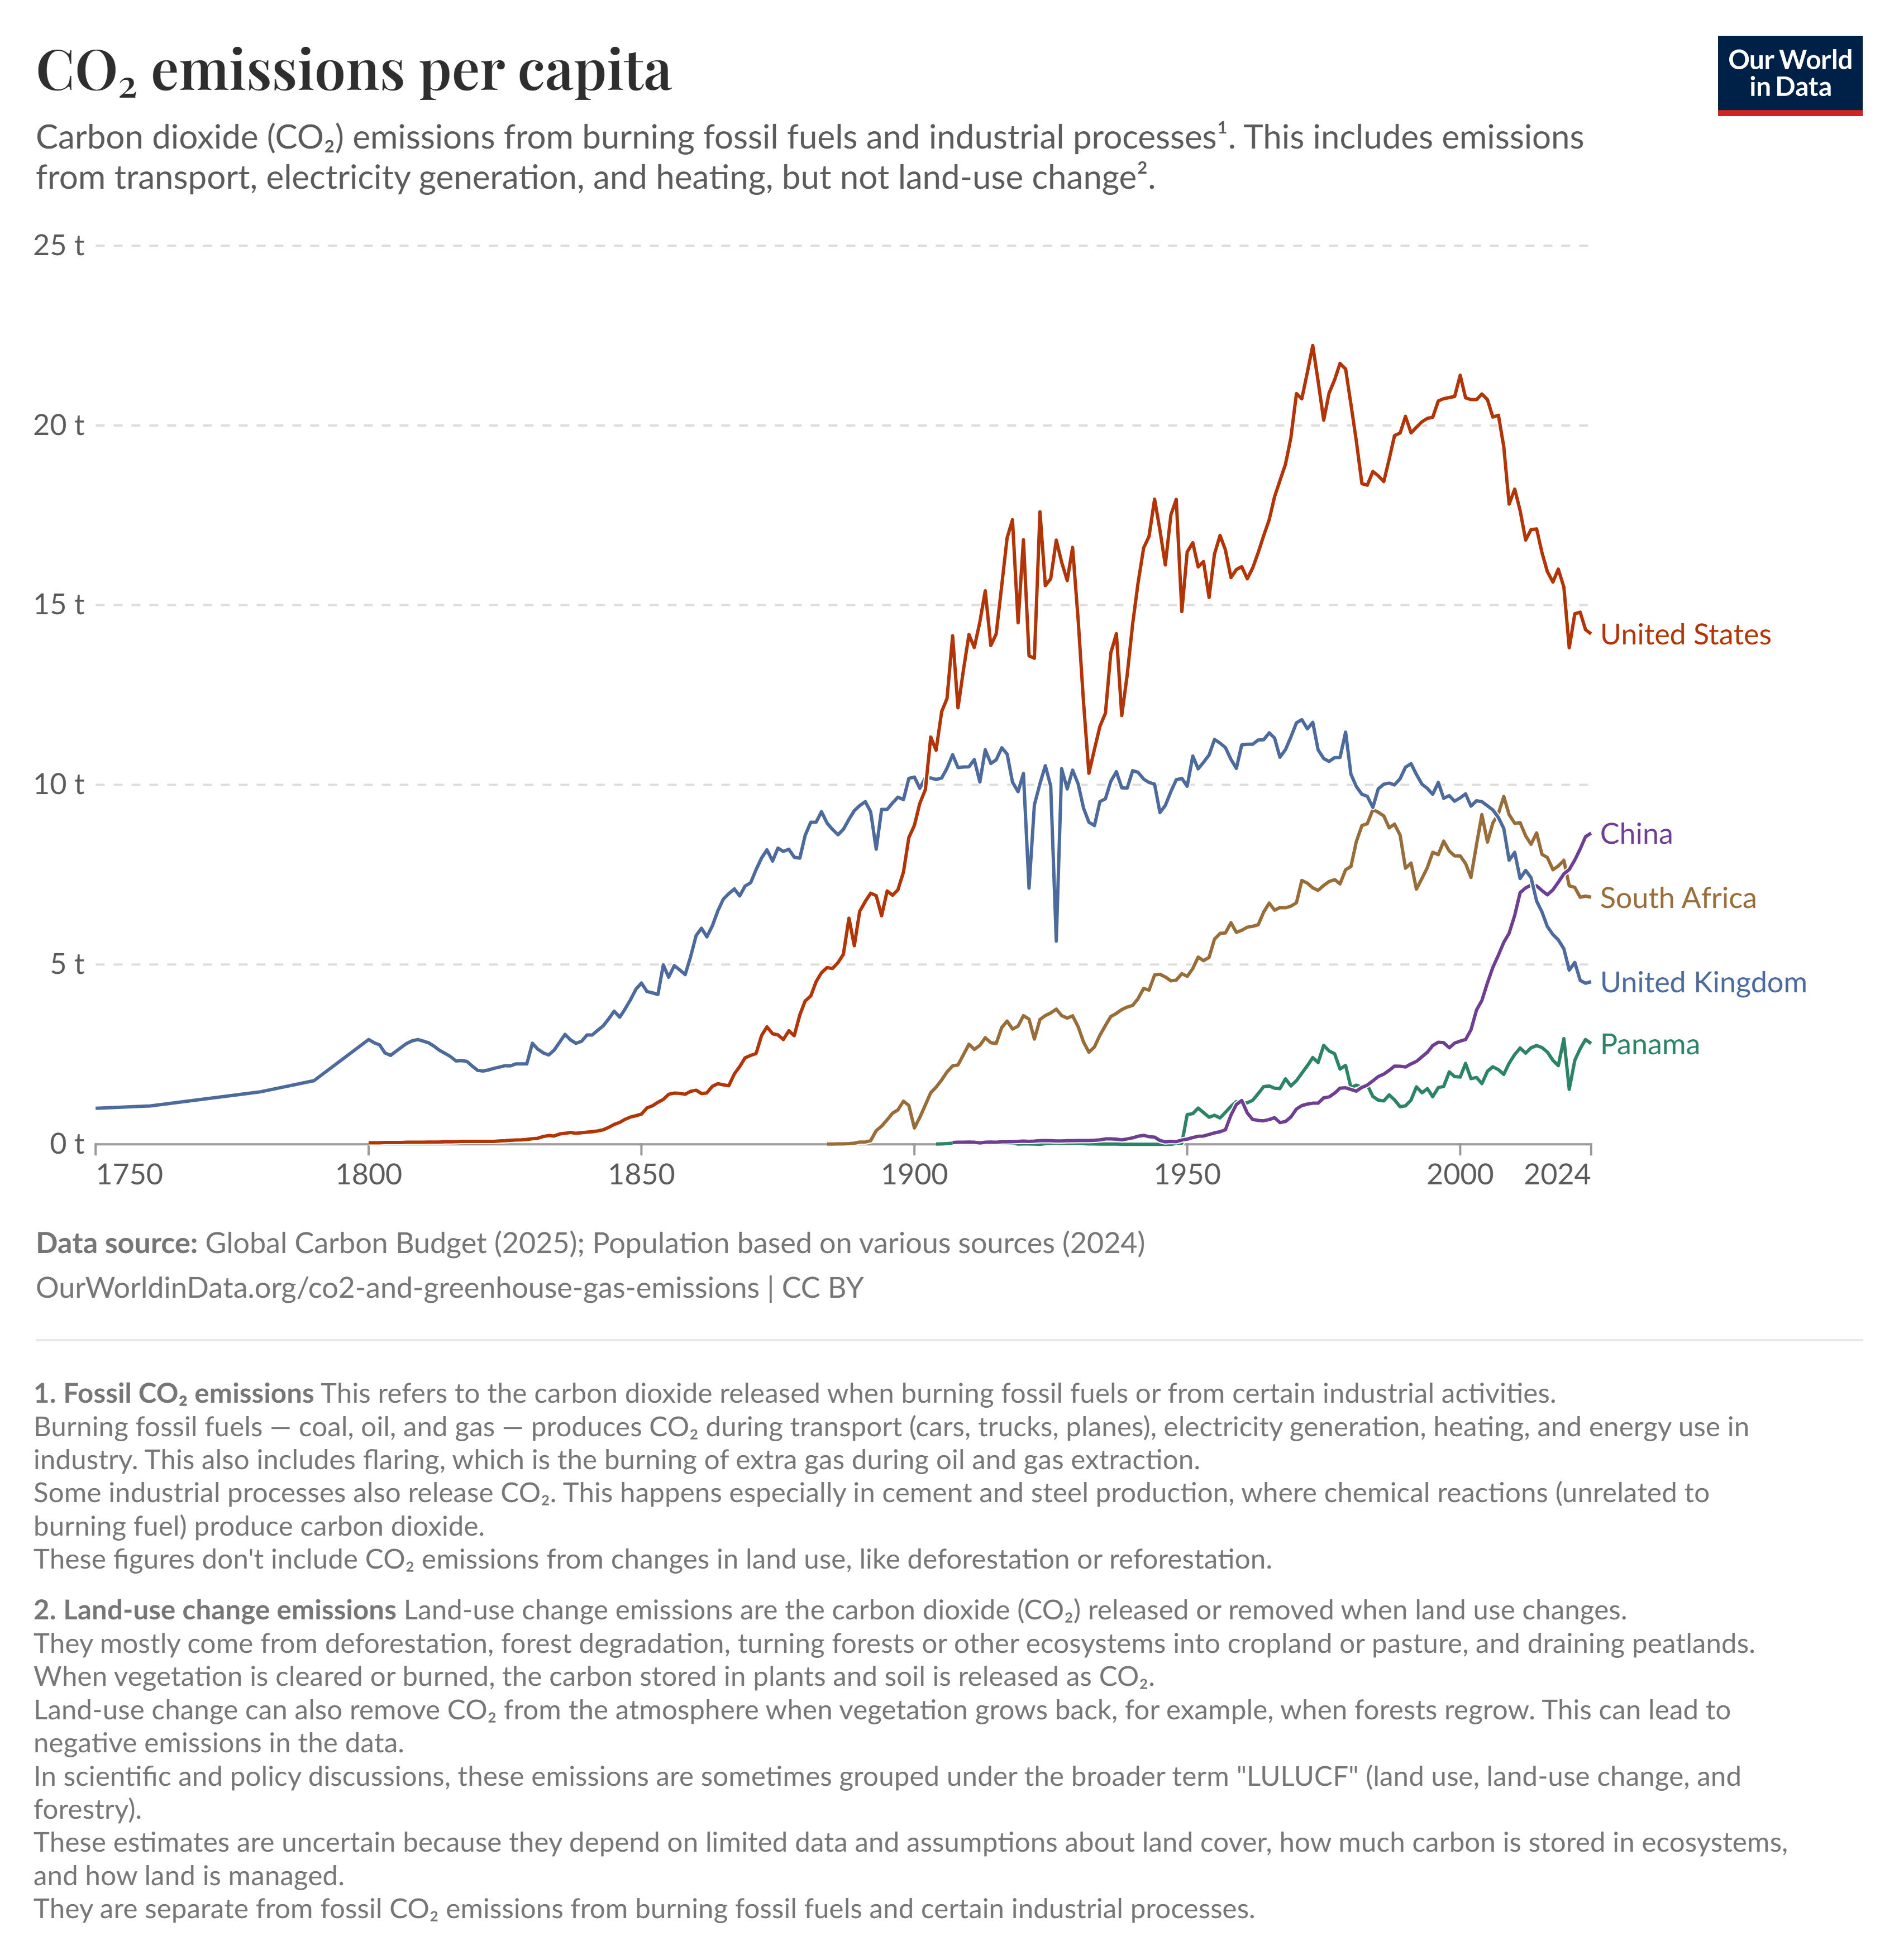 CO₂ emissions per capita
Our World
in Data
Carbon dioxide (CO₂) emissions from burning fossil fuels and industrial processes¹. This includes emissions
from transport, electricity generation, and heating, but not land-use change².
25 t
20 t
15 t
10 t
5 t
0 t
United States
China
South Africa
United Kingdom
Panama
1750
1800
1850
1900
1950
2000
2024
Data source: Global Carbon Budget (2025); Population based on various sources (2024)
OurWorldinData.org/co2-and-greenhouse-gas-emissions | CC BY
1. Fossil CO₂ emissions This refers to the carbon dioxide released when burning fossil fuels or from certain industrial activities.
Burning fossil fuels — coal, oil, and gas — produces CO₂ during transport (cars, trucks, planes), electricity generation, heating, and energy use in
industry. This also includes flaring, which is the burning of extra gas during oil and gas extraction.
Some industrial processes also release CO₂. This happens especially in cement and steel production, where chemical reactions (unrelated to
burning fuel) produce carbon dioxide.
These figures don't include CO₂ emissions from changes in land use, like deforestation or reforestation.
2. Land-use change emissions Land-use change emissions are the carbon dioxide (CO₂) released or removed when land use changes.
They mostly come from deforestation, forest degradation, turning forests or other ecosystems into cropland or pasture, and draining peatlands.
When vegetation is cleared or burned, the carbon stored in plants and soil is released as CO₂.
Land-use change can also remove CO₂ from the atmosphere when vegetation grows back, for example, when forests regrow. This can lead to
negative emissions in the data.
In scientific and policy discussions, these emissions are sometimes grouped under the broader term "LULUCF" (land use, land-use change, and
forestry).
These estimates are uncertain because they depend on limited data and assumptions about land cover, how much carbon is stored in ecosystems,
and how land is managed.
They are separate from fossil CO₂ emissions from burning fossil fuels and certain industrial processes.